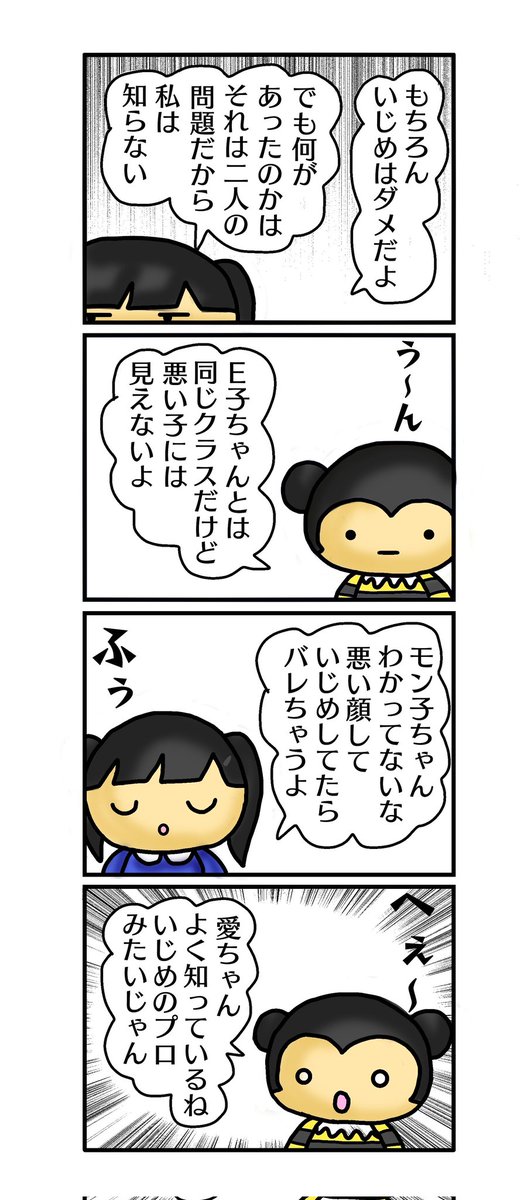 もちろん
いじめはダメだよ
でも何が
あったのかは
それは二人の
問題だから
私は
知らない
う〜ん
E子ちゃんとは
同じクラスだけど
悪い子には
見えないよ
モン子ちゃん
わかってないな
悪い顔して
いじめしてたら
バレちゃうよ
ふぅ
へぇ〜
愛ちゃん
よく知っているね
いじめのプロ
みたいじゃん